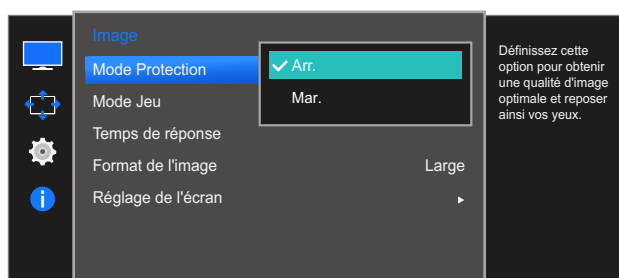 Image
Mode Protection
Arr.
Mode Jeu
Mar.
Temps de réponse
Format de l'image Large
Réglage de l'écran
Définissez cette
option pour obtenir
une qualité d'image
optimale et reposer
ainsi vos yeux.